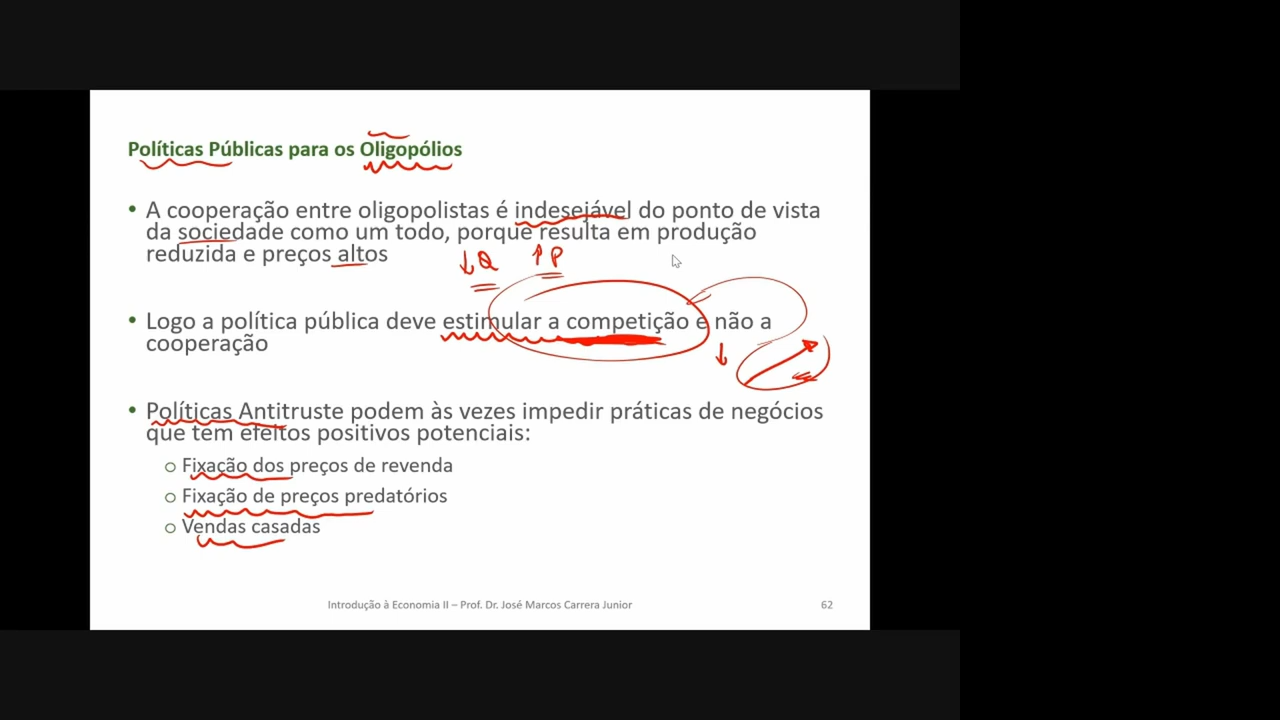 Políticas Públicas para os Oligopólios
• A cooperação entre oligopolistas é indesejável do ponto de vista
da sociedade como um todo, porque resulta em produção
reduzida e preços altos
↓Q ↑P
• Logo a política pública deve estimular a competição e não a
cooperação
↓
• Políticas Antitruste podem às vezes impedir práticas de negócios
que tem efeitos positivos potenciais:
o Fixação dos preços de revenda
o Fixação de preços predatórios
o Vendas casadas
Introdução à Economia II – Prof. Dr. José Marcos Carrera Junior
62